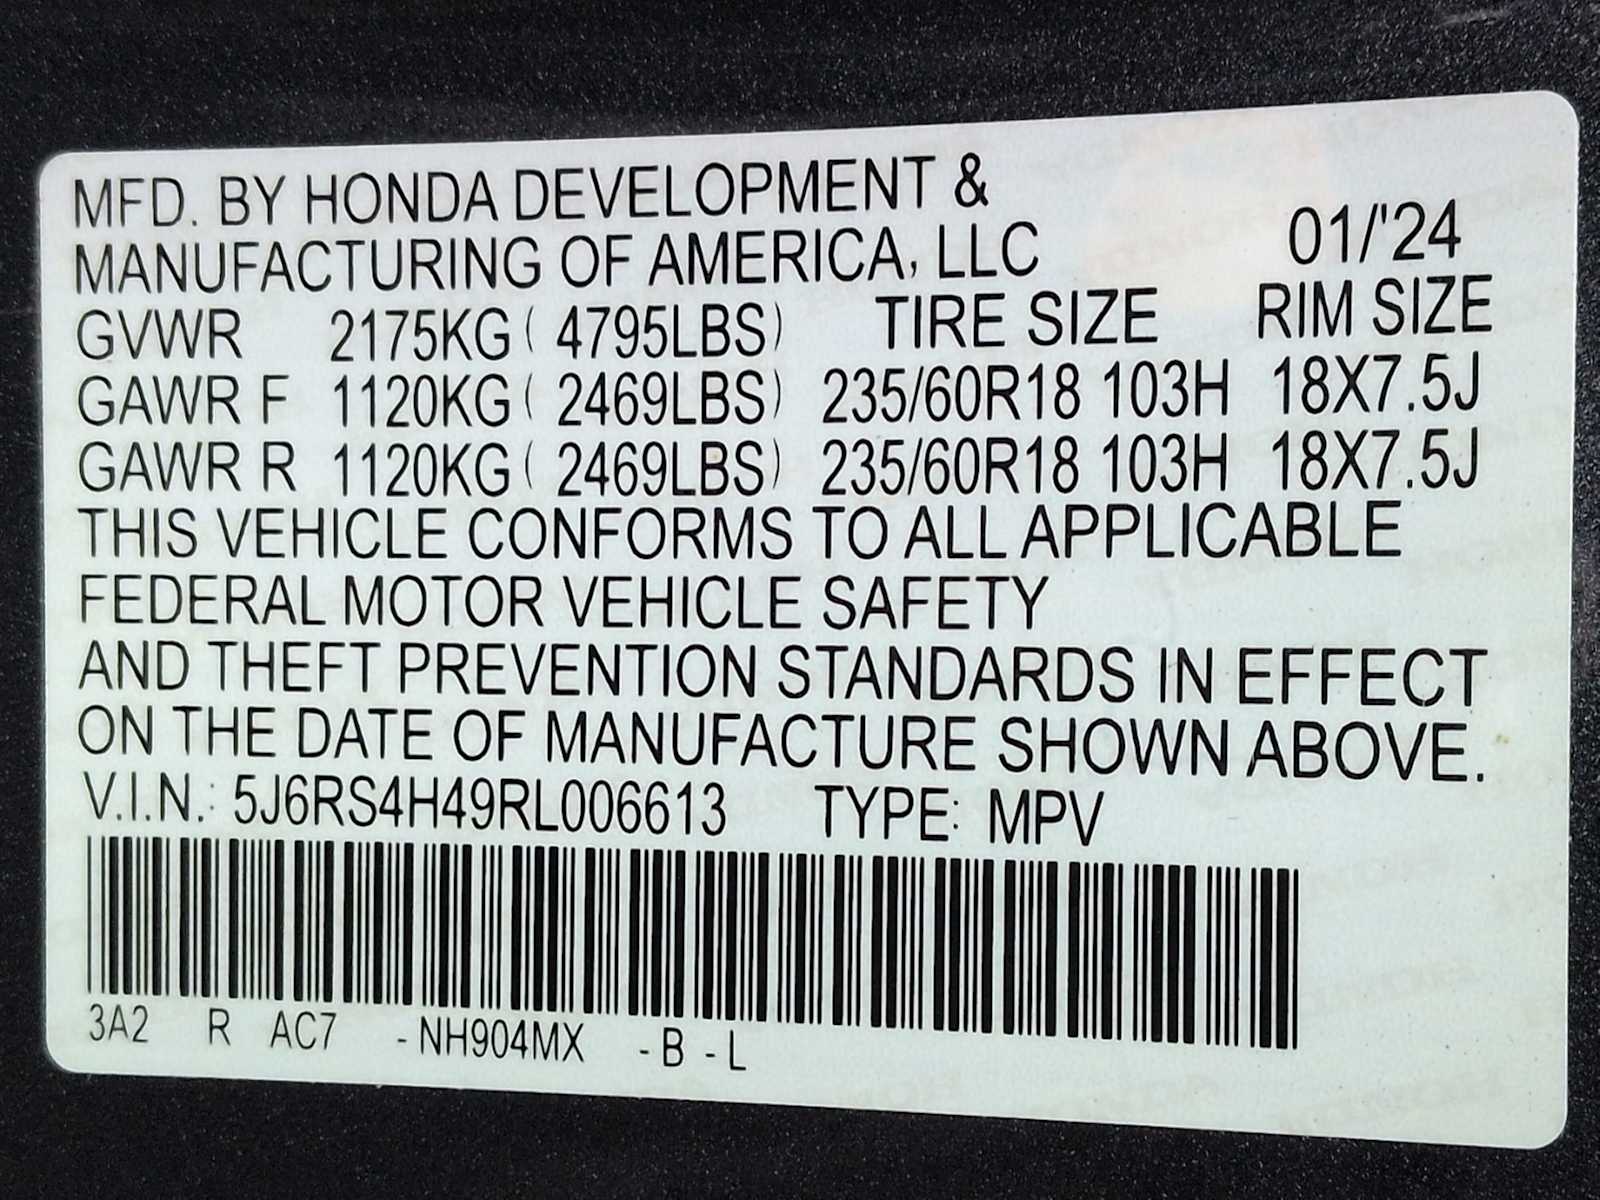 MFD. BY HONDA DEVELOPMENT &
MANUFACTURING OF AMERICA, LLC 01/'24
GVWR 2175KG ( 4795LBS) TIRE SIZE RIM SIZE
GAWR F 1120KG ( 2469LBS) 235/60R18 103H 18X7.5J
GAWR R 1120KG ( 2469LBS) 235/60R18 103H 18X7.5J
THIS VEHICLE CONFORMS TO ALL APPLICABLE
FEDERAL MOTOR VEHICLE SAFETY
AND THEFT PREVENTION STANDARDS IN EFFECT
ON THE DATE OF MANUFACTURE SHOWN ABOVE.
V.I.N.: 5J6RS4H49RL006613 TYPE: MPV
3A2 R AC7 -NH904MX -B -L